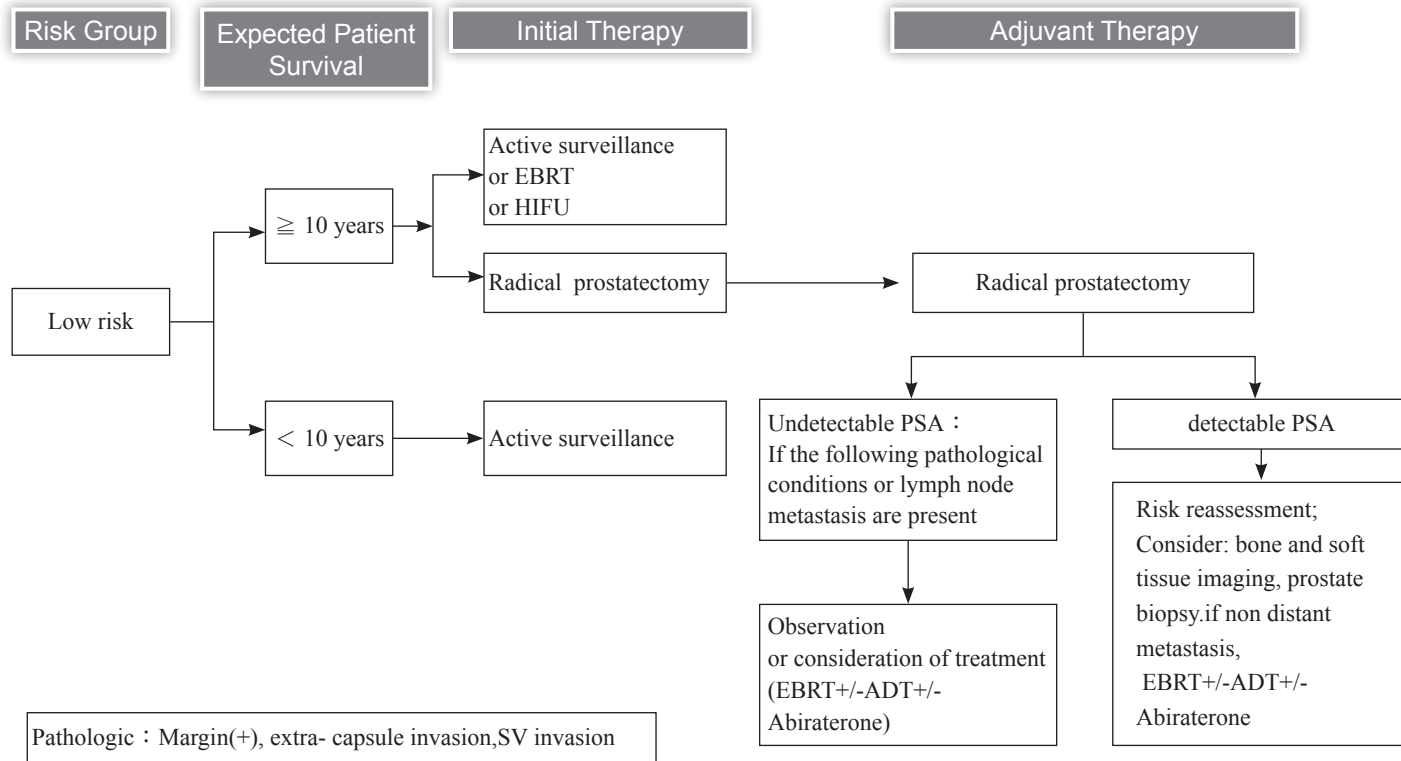 Risk Group
Expected Patient
Survival
Initial Therapy
Adjuvant Therapy
Low risk
≧ 10 years
< 10 years
Active surveillance
or EBRT
or HIFU
Radical prostatectomy
Active surveillance
Radical prostatectomy
Undetectable PSA：
If the following pathological
conditions or lymph node
metastasis are present
Observation
or consideration of treatment
(EBRT+/-ADT+/-
Abiraterone)
detectable PSA
Risk reassessment;
Consider: bone and soft
tissue imaging, prostate
biopsy.if non distant
metastasis,
EBRT+/-ADT+/-
Abiraterone
Pathologic：Margin(+), extra- capsule invasion,SV invasion